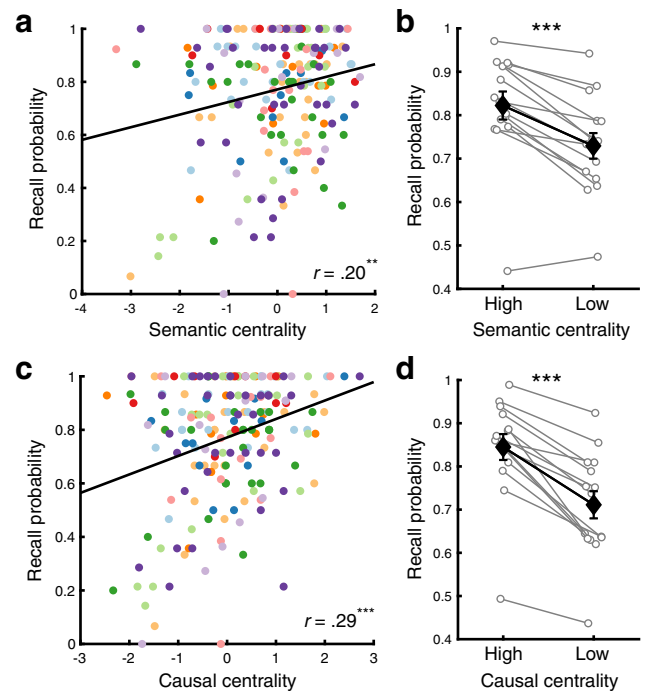 a
Recall probability
1
0.8
0.6
0.4
0.2
0
-4 -3 -2 -1 0 1 2
Semantic centrality
r = .20**
b
***
Recall probability
1
0.9
0.8
0.7
0.6
0.5
0.4
High Low
Semantic centrality
c
Recall probability
1
0.8
0.6
0.4
0.2
0
-3 -2 -1 0 1 2 3
Causal centrality
r = .29***
d
***
Recall probability
1
0.9
0.8
0.7
0.6
0.5
0.4
High Low
Causal centrality